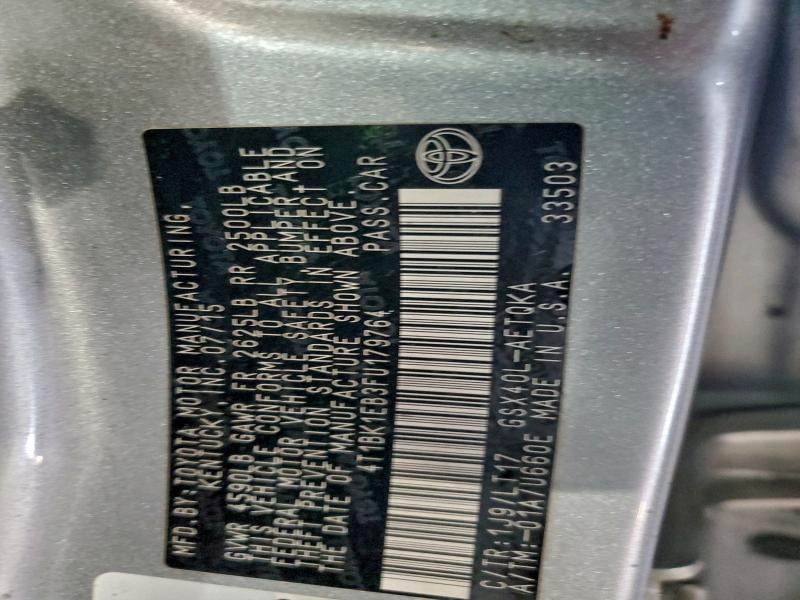 MFD.BY:TOYOTA MOTOR MANUFACTURING,
KENTUCKY, INC. 07/15
GVWR 4590LB GAWR FR 2625LB RR 2500LB
THIS VEHICLE CONFORMS TO ALL APPLICABLE
FEDERAL MOTOR VEHICLE SAFETY, BUMPER AND
THEFT PREVENTION STANDARDS IN EFFECT ON
THE DATE OF MANUFACTURE SHOWN ABOVE.
4T1BK1EB3FU179764 PASS.CAR
C/TR:1J9/LT17 GSX40L-AETQKA
A/TM:-01A/U660E MADE IN U.S.A. 33503